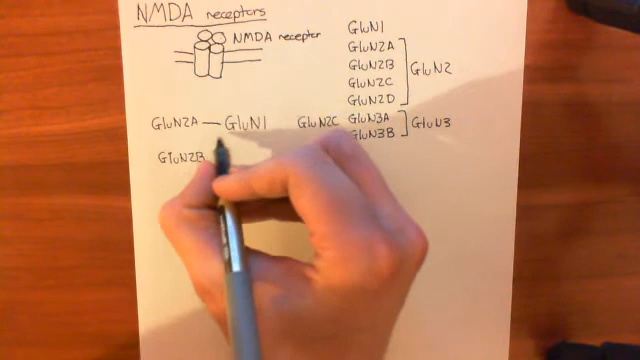 NMDA receptors
NMDA receptor
GluN1
GluN2A
GluN2B
GluN2C
GluN2D
GluN2
GluN3A
GluN3B
GluN3
GluN2A — GluN1
GluN2C
GluN2B